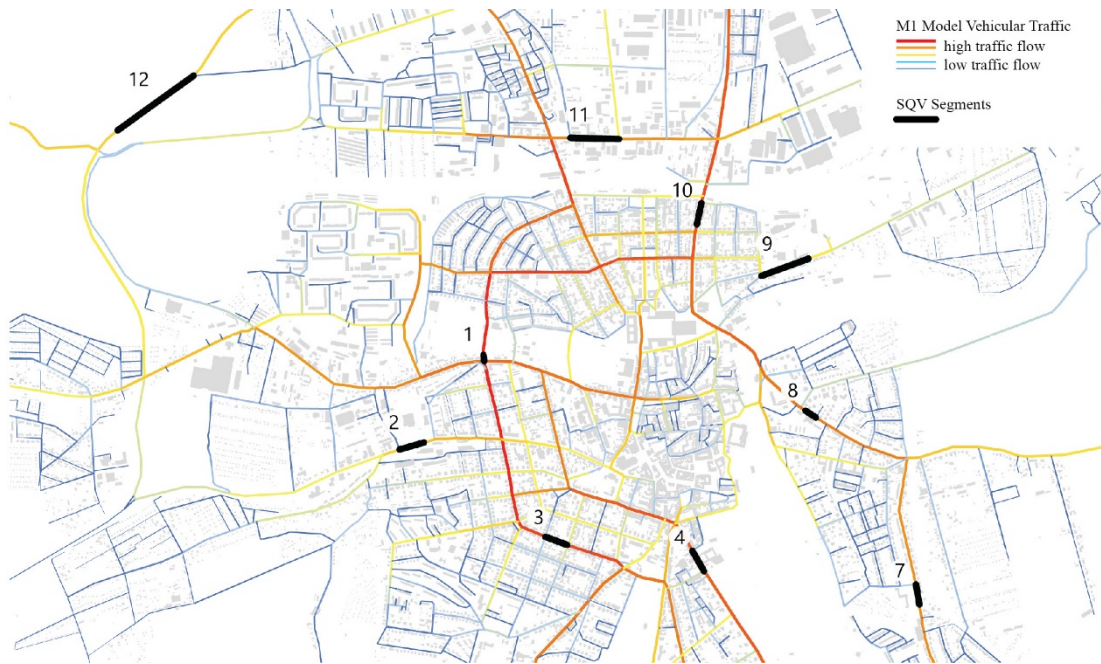 M1 Model Vehicular Traffic
high traffic flow
low traffic flow
SQV Segments
12
11
10
9
1
8
2
3
4
7